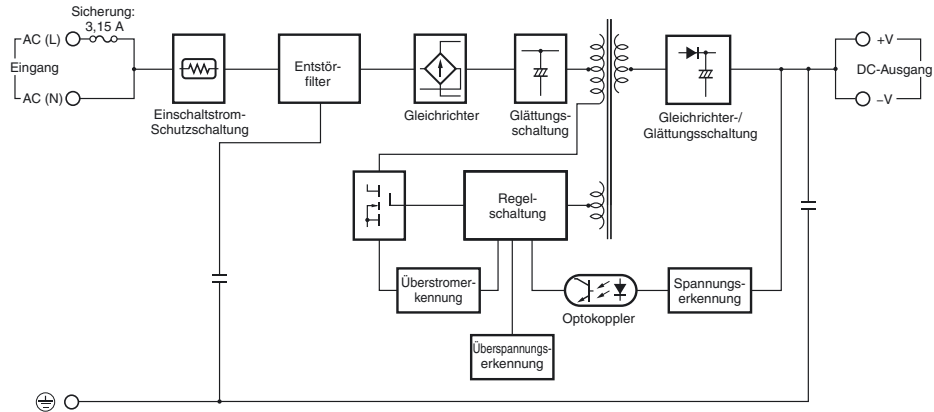 Sicherung:
3,15 A
AC (L)
Eingang
AC (N)
Einschaltstrom-
Schutzschaltung
Entstör-
filter
Gleichrichter
Glättungs-
schaltung
Gleichrichter-/
Glättungsschaltung
+V
DC-Ausgang
–V
Regel-
schaltung
Überstromer-
kennung
Optokoppler
Spannungs-
erkennung
Überspannungs-
erkennung